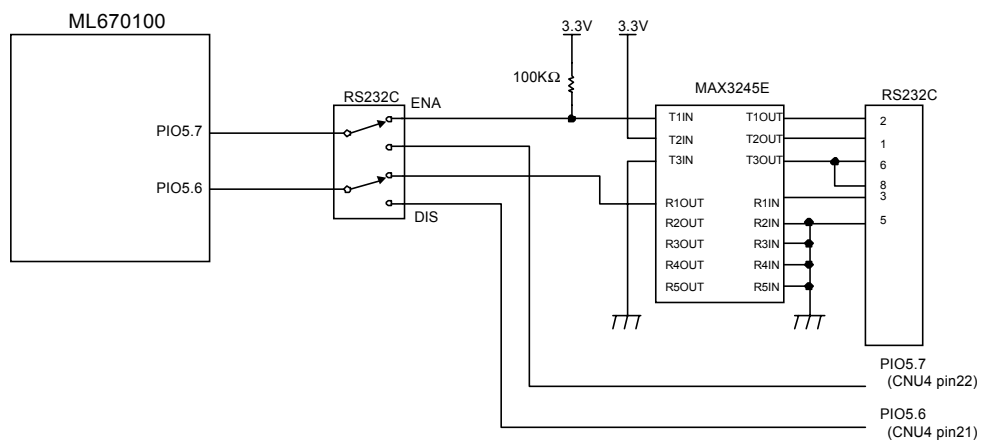 ML670100
3.3V
3.3V
100KΩ
MAX3245E
RS232C
ENA
RS232C
PIO5.7
PIO5.6
DIS
T1IN
T1OUT
2
T2IN
T2OUT
1
T3IN
T3OUT
6
8
R1OUT
R1IN
3
R2OUT
R2IN
5
R3OUT
R3IN
R4OUT
R4IN
R5OUT
R5IN
PIO5.7
(CNU4 pin22)
PIO5.6
(CNU4 pin21)